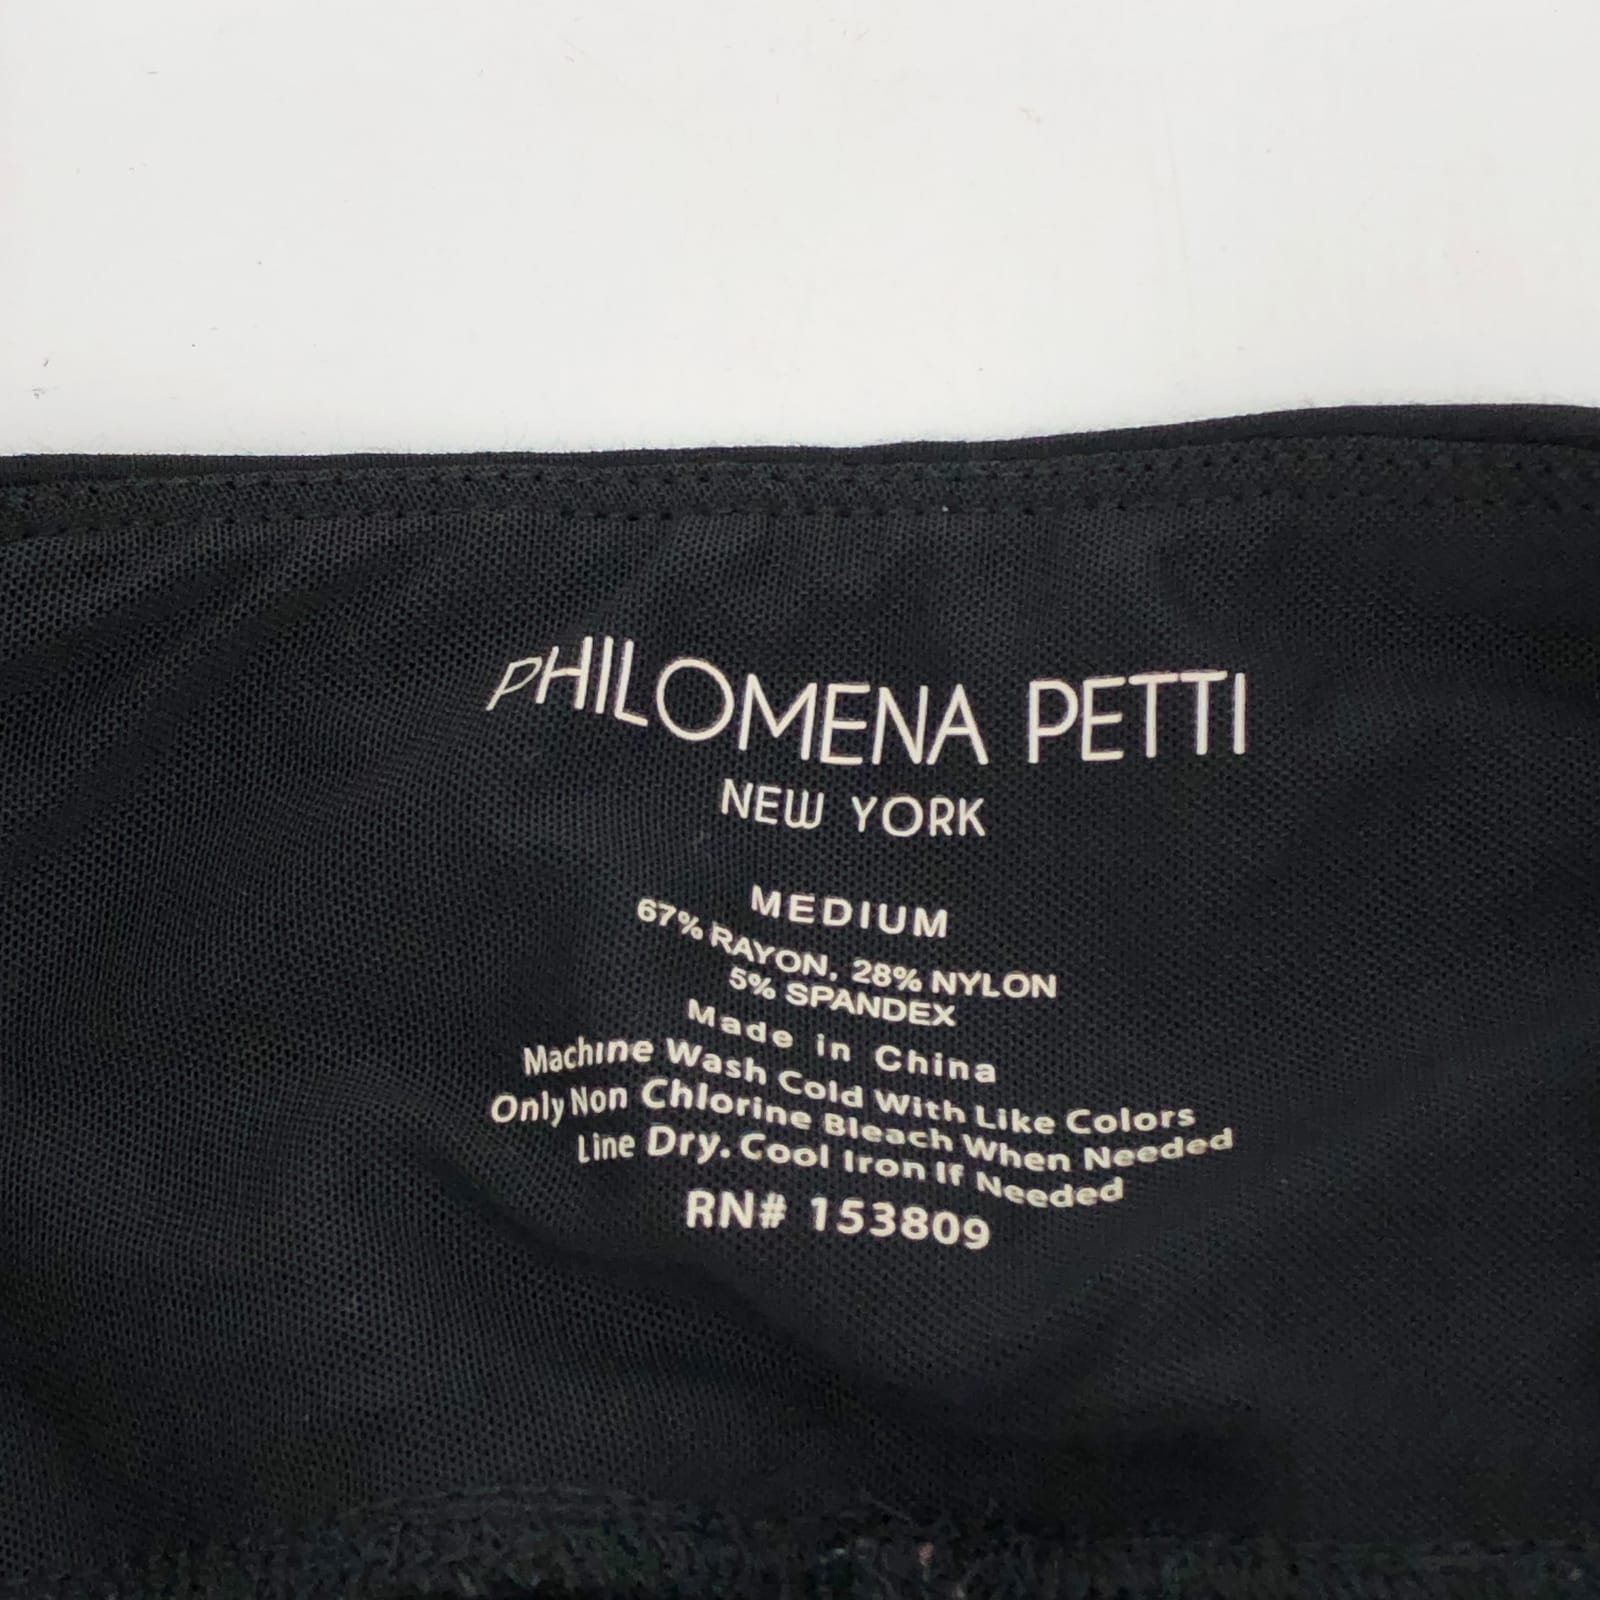 PHILOMENA PETTI
NEW YORK
MEDIUM
67% RAYON, 28% NYLON
5% SPANDEX
Made in China
Machine Wash Cold With Like Colors
Only Non Chlorine Bleach When Needed
Line Dry. Cool Iron If Needed
RN# 153809